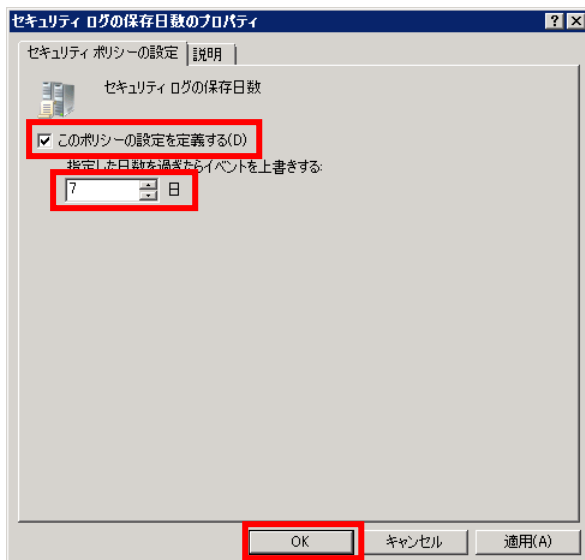 セキュリティ ログの保存日数のプロパティ
セキュリティ ポリシーの設定 説明
セキュリティ ログの保存日数
このポリシーの設定を定義する(D)
指定した日数を過ぎたらイベントを上書きする:
7 日
OK キャンセル 適用(A)